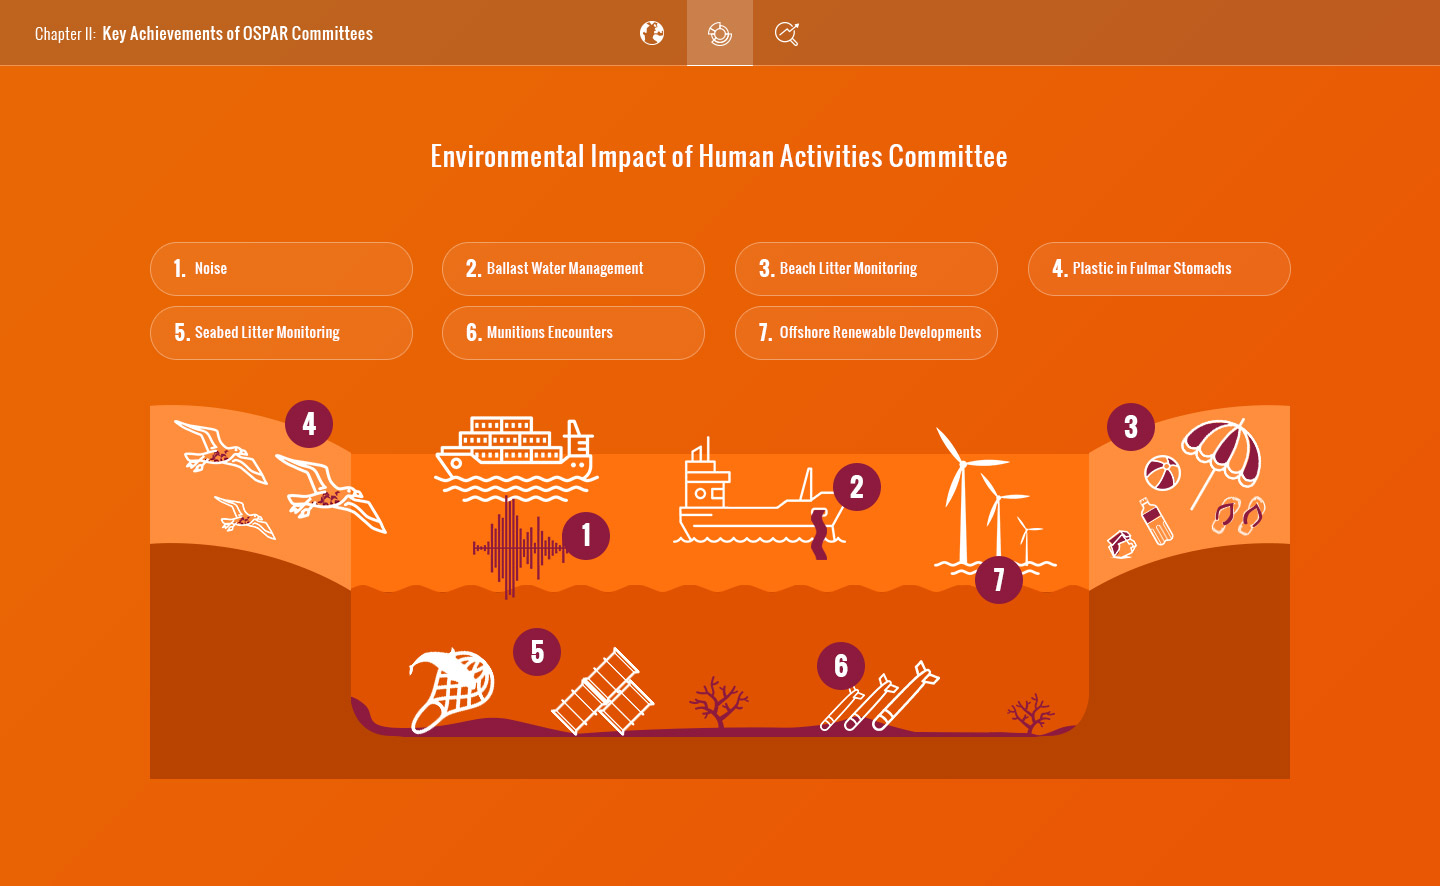 Chapter II: Key Achievements of OSPAR Committees
Environmental Impact of Human Activities Committee
1. Noise
2. Ballast Water Management
3. Beach Litter Monitoring
4. Plastic in Fulmar Stomachs
5. Seabed Litter Monitoring
6. Munitions Encounters
7. Offshore Renewable Developments
4
3
2
1
7
5
6